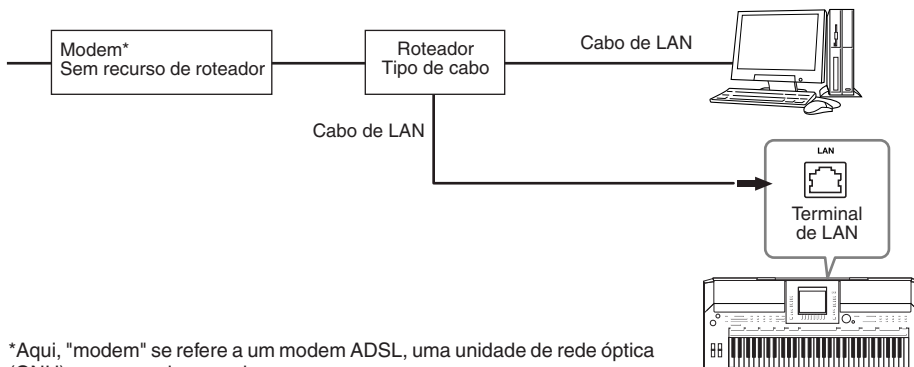 Modem*
Sem recurso de roteador
Roteador
Tipo de cabo
Cabo de LAN
Cabo de LAN
LAN
Terminal
de LAN
*Aqui, "modem" se refere a um modem ADSL, uma unidade de rede óptica